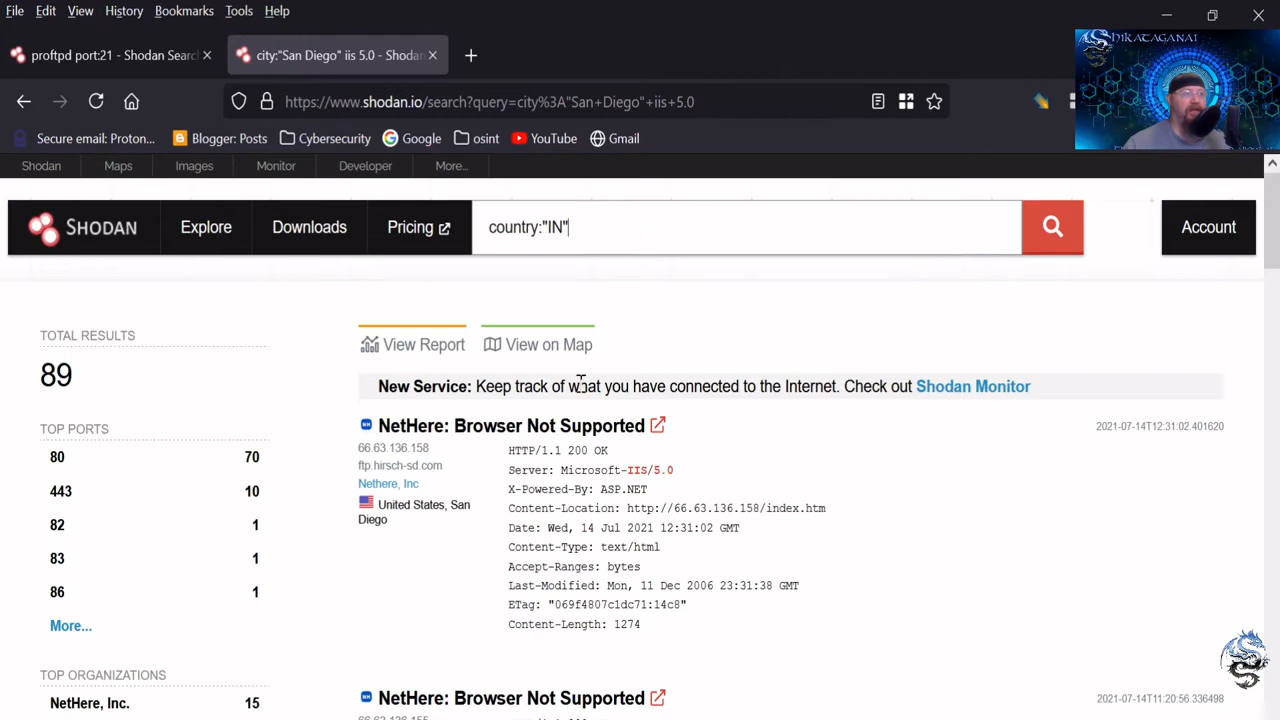 File Edit View History Bookmarks Tools Help
SHIKATAGANAI
proftpd port:21 - Shodan Searc
city:"San Diego" iis 5.0 - Shodan
https://www.shodan.io/search?query=city%3A"San+Diego"+iis+5.0
Secure email: Proton... Blogger: Posts Cybersecurity Google osint YouTube Gmail
Shodan Maps Images Monitor Developer More...
SHODAN Explore Downloads Pricing country:"IN" Account
TOTAL RESULTS
89
View Report View on Map
New Service: Keep track of what you have connected to the Internet. Check out Shodan Monitor
TOP PORTS
80 70
443 10
82 1
83 1
86 1
More...
TOP ORGANIZATIONS
NetHere, Inc. 15
NetHere: Browser Not Supported
2021-07-14T12:31:02.401620
66.63.136.158
ftp.hirsch-sd.com
Nethere, Inc
United States, San
Diego
HTTP/1.1 200 OK
Server: Microsoft-IIS/5.0
X-Powered-By: ASP.NET
Content-Location: http://66.63.136.158/index.htm
Date: Wed, 14 Jul 2021 12:31:02 GMT
Content-Type: text/html
Accept-Ranges: bytes
Last-Modified: Mon, 11 Dec 2006 23:31:38 GMT
ETag: "069f4807c1dc71:14c8"
Content-Length: 1274
NetHere: Browser Not Supported
2021-07-14T11:20:56.336498
66.63.136.155